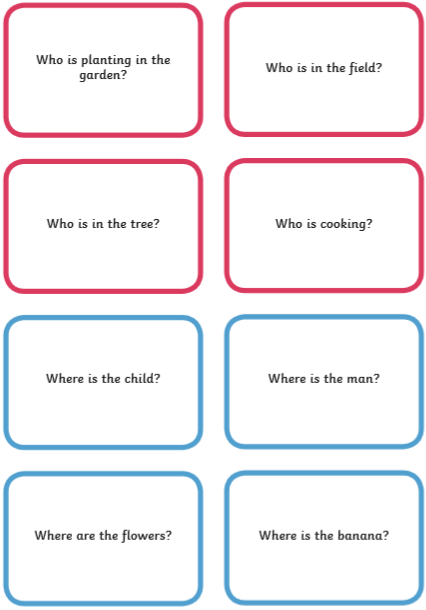 Who is planting in the
garden?
Who is in the field?
Who is in the tree?
Who is cooking?
Where is the child?
Where is the man?
Where are the flowers?
Where is the banana?